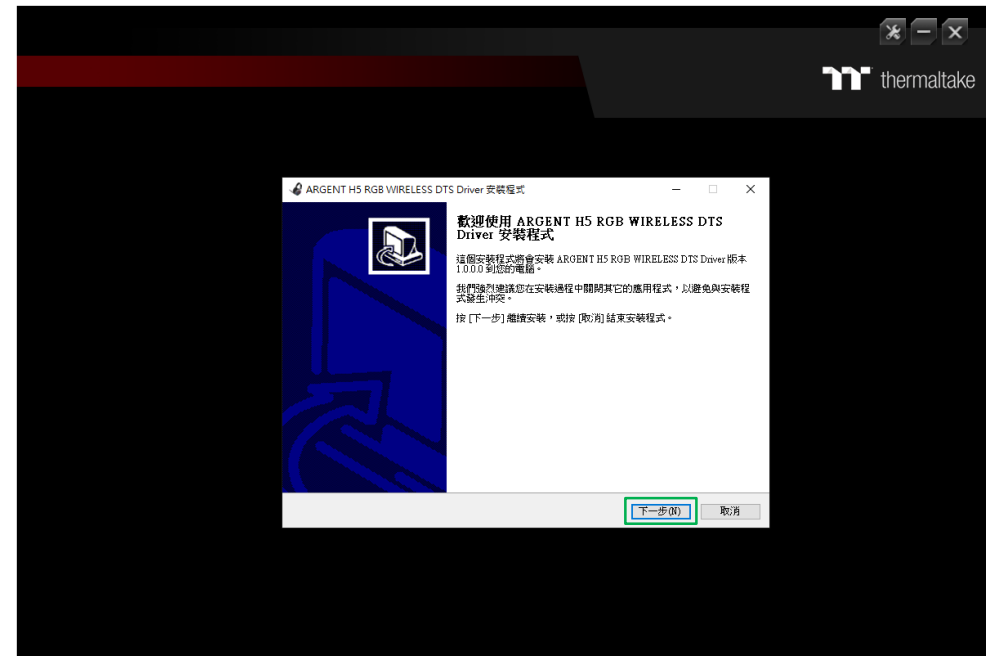 thermaltake
ARGENT H5 RGB WIRELESS DTS Driver 安裝程式
歡迎使用 ARGENT H5 RGB WIRELESS DTS
Driver 安裝程式
這個安裝程式將會安裝 ARGENT H5 RGB WIRELESS DTS Driver 版本
1.0.0.0 到您的電腦。
我們強烈建議您在安裝過程中關閉其它的應用程式，以避免與安裝程
式發生沖突。
按 [下一步] 繼續安裝，或按 [取消] 結束安裝程式。
下一步(N)
取消